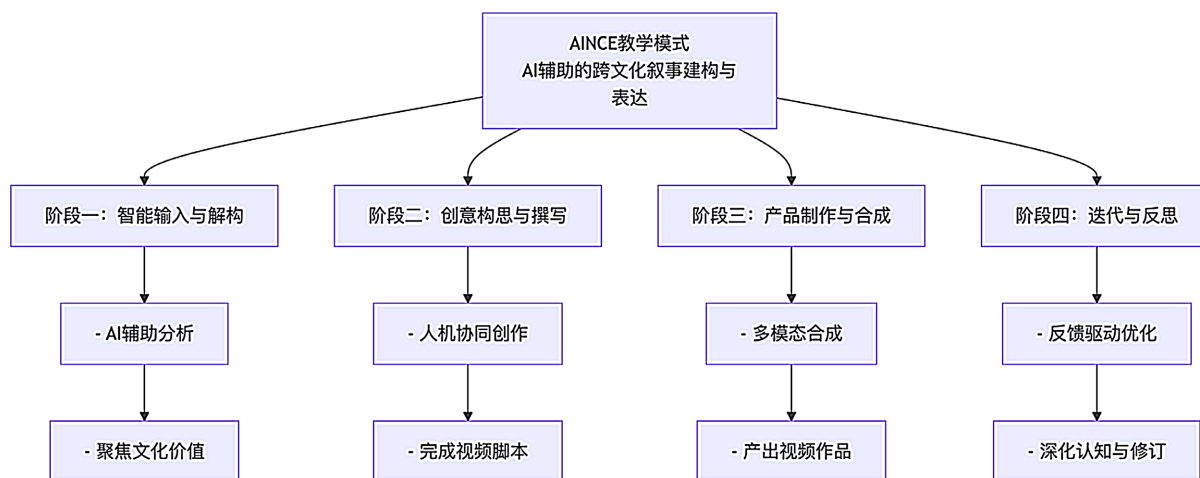 AINCE教学模式
AI辅助的跨文化叙事建构与
表达
阶段一：智能输入与解构
阶段二：创意构思与撰写
阶段三：产品制作与合成
阶段四：迭代与反思
- AI辅助分析
- 人机协同创作
- 多模态合成
- 反馈驱动优化
- 聚焦文化价值
- 完成视频脚本
- 产出视频作品
- 深化认知与修订